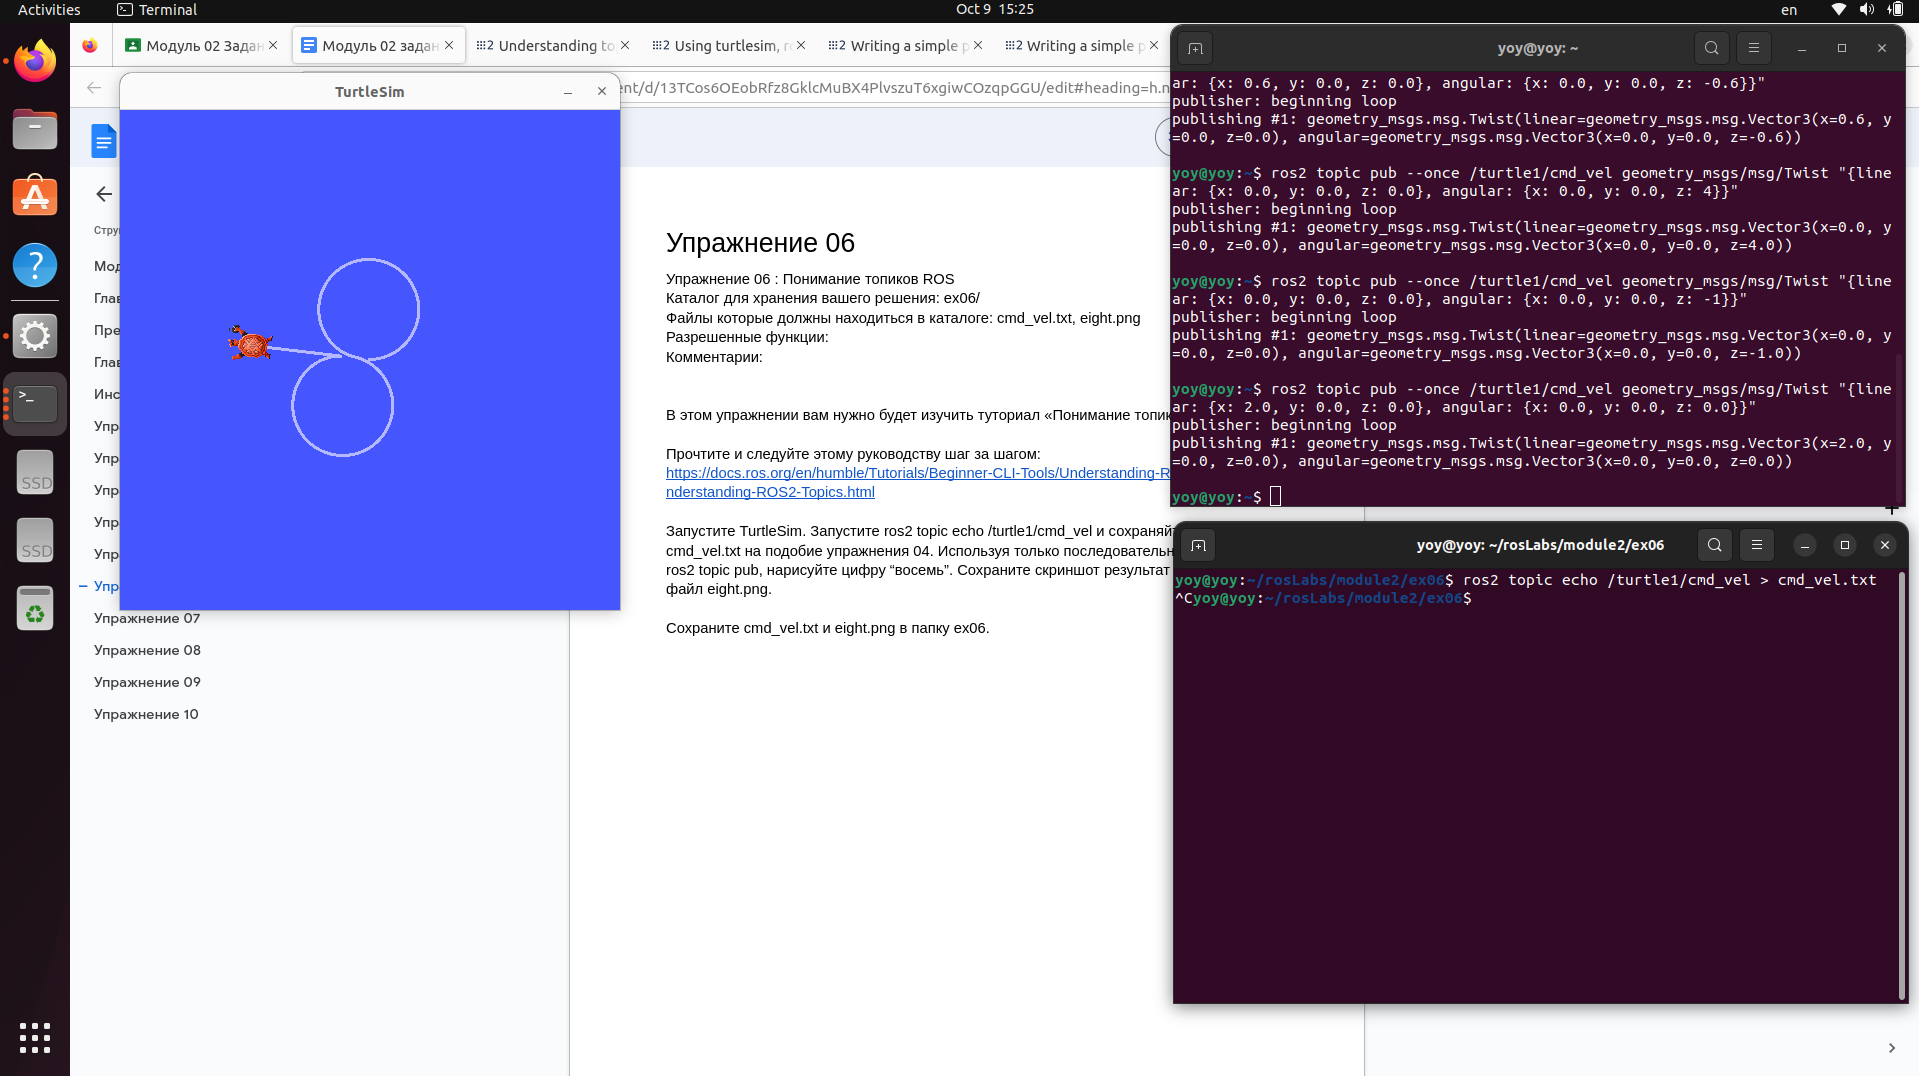 Activities
Terminal
Oct 9 15:25
en
Модуль 02 Задан
Модуль 02 задан
Understanding to
Using turtlesim, r
Writing a simple p
Writing a simple p
ent/d/13TCos6OEobRfz8GklcMuBX4PlvszuT6xgiwCOzqpGGU/edit#heading=h.n
TurtleSim
Упражнение 06
Упражнение 06 : Понимание топиков ROS
Каталог для хранения вашего решения: ex06/
Файлы которые должны находиться в каталоге: cmd_vel.txt, eight.png
Разрешенные функции:
Комментарии:
В этом упражнении вам нужно будет изучить туториал «Понимание топик
Прочтите и следуйте этому руководству шаг за шагом:
https://docs.ros.org/en/humble/Tutorials/Beginner-CLI-Tools/Understanding-R
nderstanding-ROS2-Topics.html
Запустите TurtleSim. Запустите ros2 topic echo /turtle1/cmd_vel и сохраняй
cmd_vel.txt на подобие упражнения 04. Используя только последовательн
ros2 topic pub, нарисуйте цифру “восемь”. Сохраните скриншот результат
файл eight.png.
Сохраните cmd_vel.txt и eight.png в папку ex06.
Стру
Мод
Глав
Пре
Глав
Инс
Упр
Упр
Упр
Упр
Упр
Упр
Упражнение 07
Упражнение 08
Упражнение 09
Упражнение 10
SSD
SSD
yoy@yoy: ~
ar: {x: 0.6, y: 0.0, z: 0.0}, angular: {x: 0.0, y: 0.0, z: -0.6}}"
publisher: beginning loop
publishing #1: geometry_msgs.msg.Twist(linear=geometry_msgs.msg.Vector3(x=0.6, y
=0.0, z=0.0), angular=geometry_msgs.msg.Vector3(x=0.0, y=0.0, z=-0.6))
yoy@yoy:~$ ros2 topic pub --once /turtle1/cmd_vel geometry_msgs/msg/Twist "{line
ar: {x: 0.0, y: 0.0, z: 0.0}, angular: {x: 0.0, y: 0.0, z: 4}}"
publisher: beginning loop
publishing #1: geometry_msgs.msg.Twist(linear=geometry_msgs.msg.Vector3(x=0.0, y
=0.0, z=0.0), angular=geometry_msgs.msg.Vector3(x=0.0, y=0.0, z=4.0))
yoy@yoy:~$ ros2 topic pub --once /turtle1/cmd_vel geometry_msgs/msg/Twist "{line
ar: {x: 0.0, y: 0.0, z: 0.0}, angular: {x: 0.0, y: 0.0, z: -1}}"
publisher: beginning loop
publishing #1: geometry_msgs.msg.Twist(linear=geometry_msgs.msg.Vector3(x=0.0, y
=0.0, z=0.0), angular=geometry_msgs.msg.Vector3(x=0.0, y=0.0, z=-1.0))
yoy@yoy:~$ ros2 topic pub --once /turtle1/cmd_vel geometry_msgs/msg/Twist "{line
ar: {x: 2.0, y: 0.0, z: 0.0}, angular: {x: 0.0, y: 0.0, z: 0.0}}"
publisher: beginning loop
publishing #1: geometry_msgs.msg.Twist(linear=geometry_msgs.msg.Vector3(x=2.0, y
=0.0, z=0.0), angular=geometry_msgs.msg.Vector3(x=0.0, y=0.0, z=0.0))
yoy@yoy:~$
yoy@yoy: ~/rosLabs/module2/ex06
yoy@yoy:~/rosLabs/module2/ex06$ ros2 topic echo /turtle1/cmd_vel > cmd_vel.txt
^Cyoy@yoy:~/rosLabs/module2/ex06$